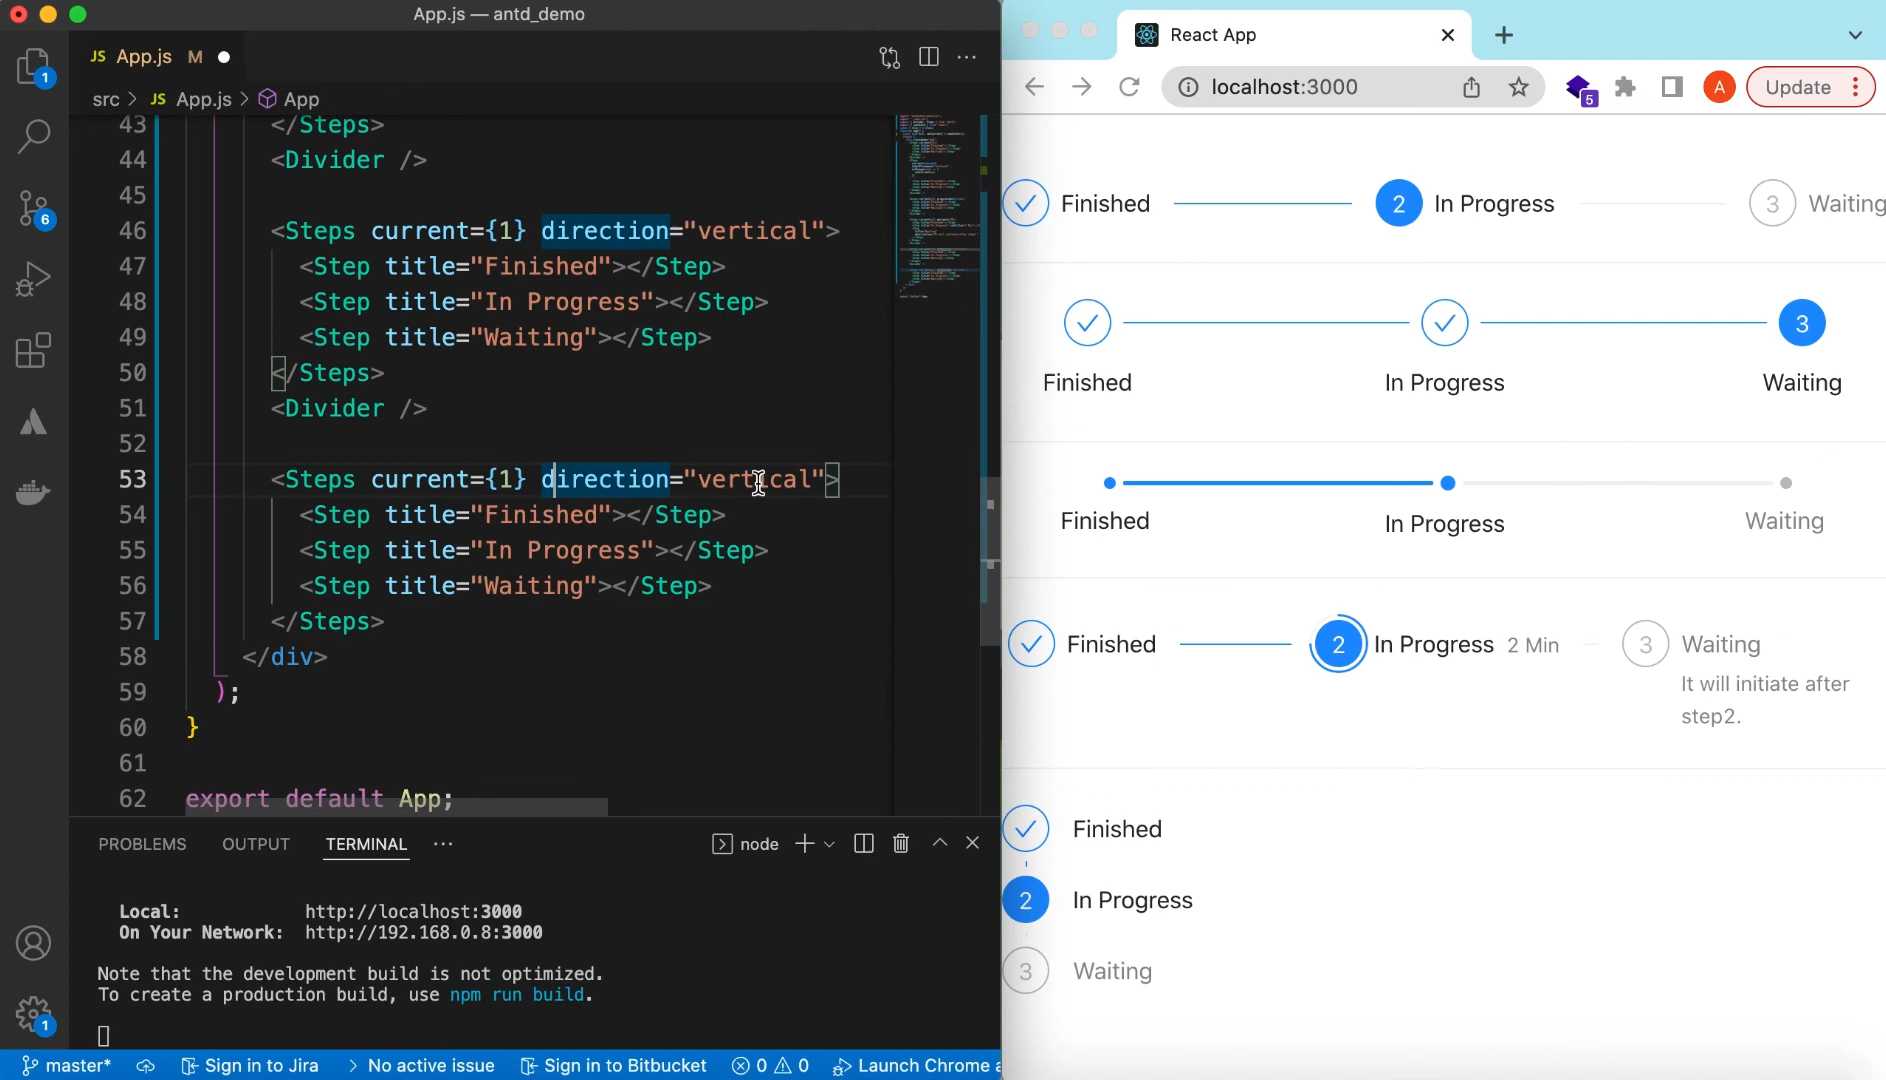 App.js — antd_demo
JS App.js M
src > JS App.js > App
43 </Steps>
44 <Divider />
45
46 <Steps current={1} direction="vertical">
47 <Step title="Finished"></Step>
48 <Step title="In Progress"></Step>
49 <Step title="Waiting"></Step>
50 </Steps>
51 <Divider />
52
53 <Steps current={1} direction="vertical">
54 <Step title="Finished"></Step>
55 <Step title="In Progress"></Step>
56 <Step title="Waiting"></Step>
57 </Steps>
58 </div>
59 );
60 }
61
62 export default App;
PROBLEMS OUTPUT TERMINAL ··· node
Local: http://localhost:3000
On Your Network: http://192.168.0.8:3000
Note that the development build is not optimized.
To create a production build, use npm run build.
1
6
1
master* Sign in to Jira > No active issue Sign in to Bitbucket 0 0 Launch Chrome a
React App
localhost:3000 5 A Update
Finished 2 In Progress 3 Waiting
3
Finished In Progress Waiting
Finished In Progress Waiting
Finished 2 In Progress 2 Min 3 Waiting
It will initiate after
step2.
Finished
2 In Progress
3 Waiting